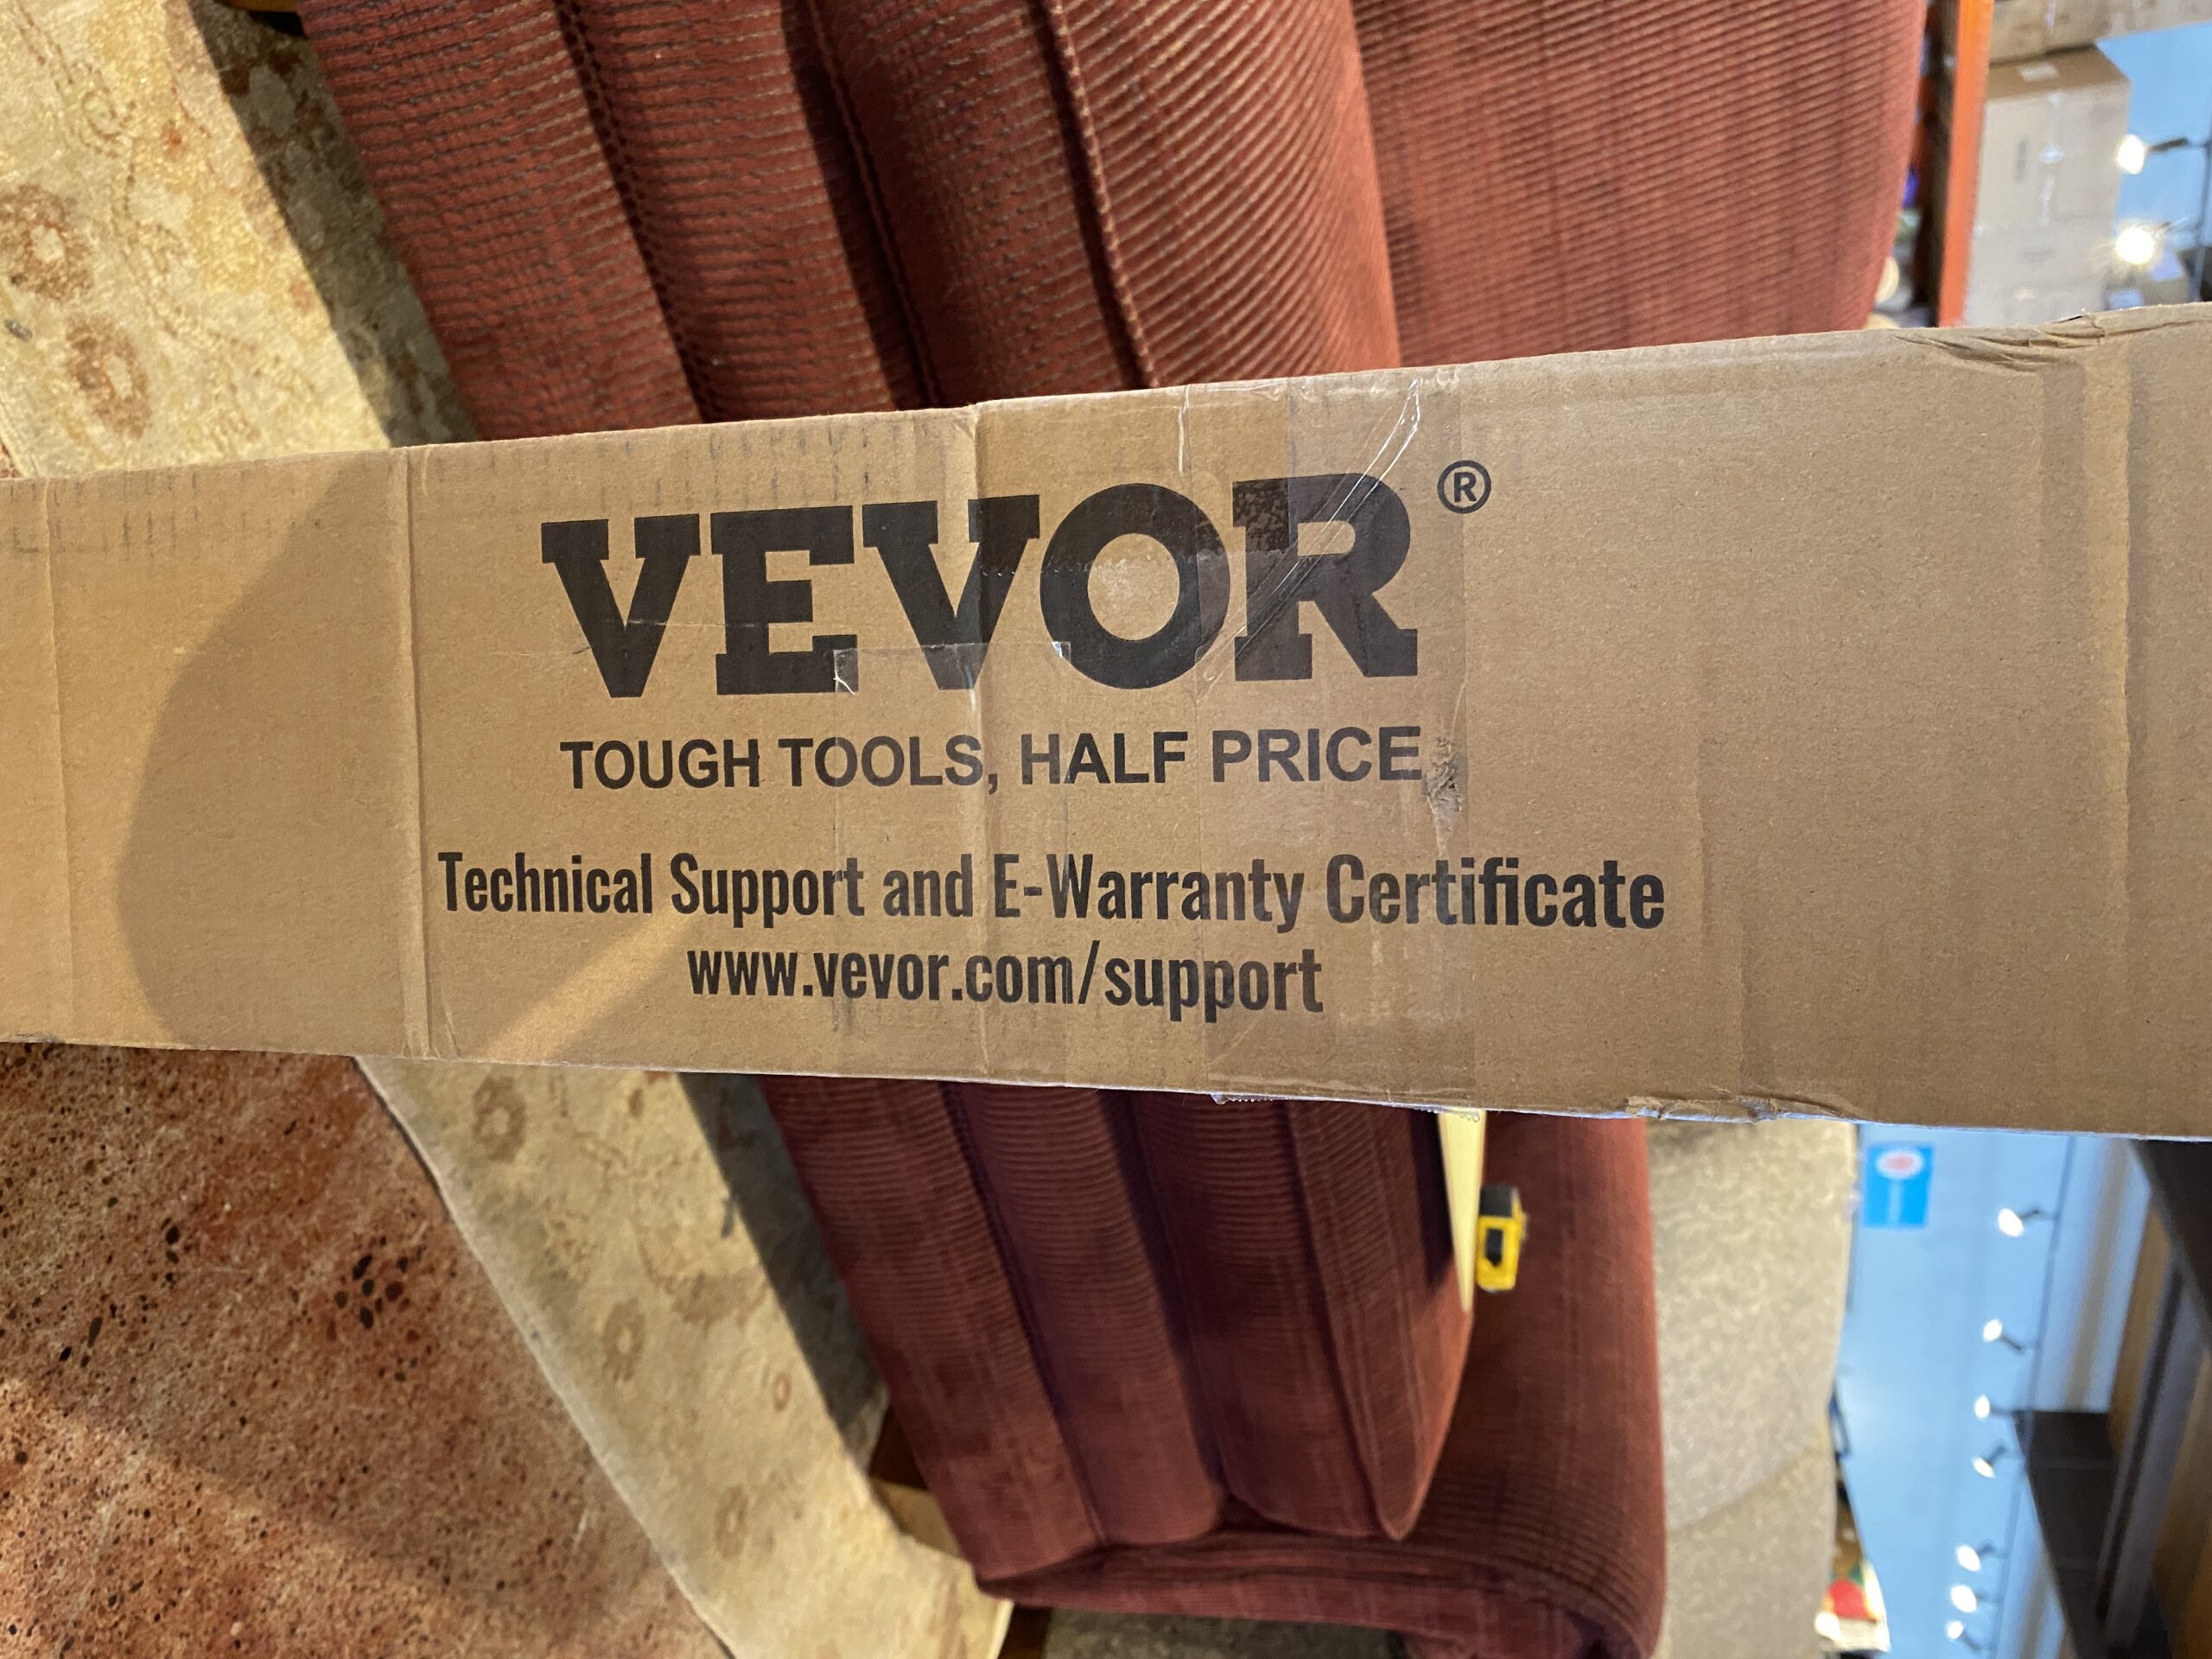 VEVOR®
TOUGH TOOLS, HALF PRICE
Technical Support and E-Warranty Certificate
www.vevor.com/support